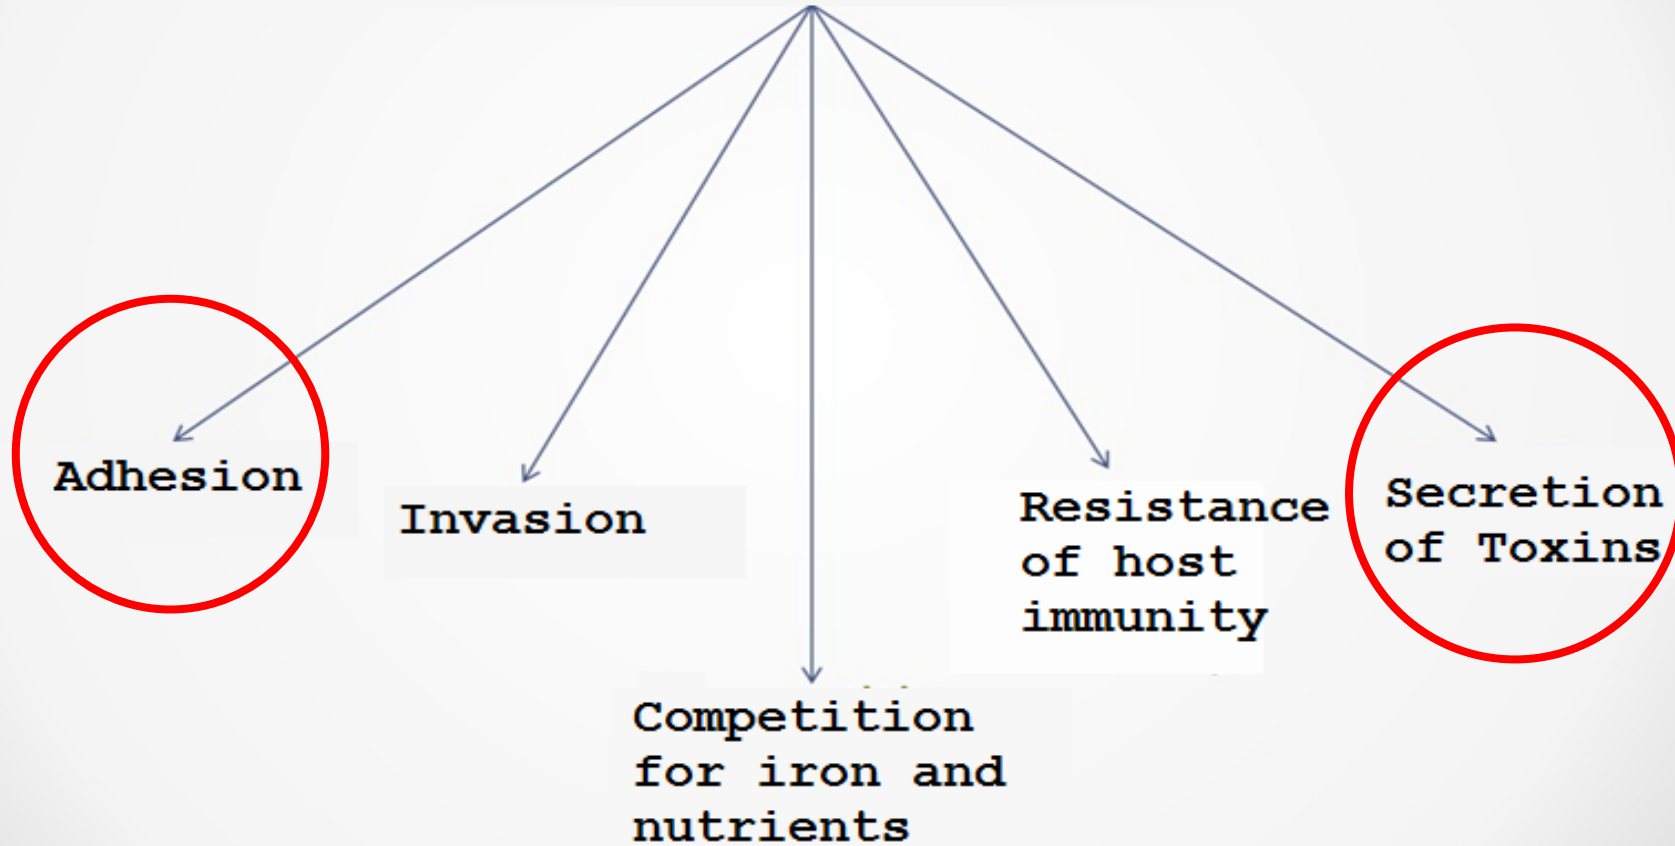 Adhesion
Invasion
Competition
for iron and
nutrients
Resistance
of host
immunity
Secretion
of Toxins